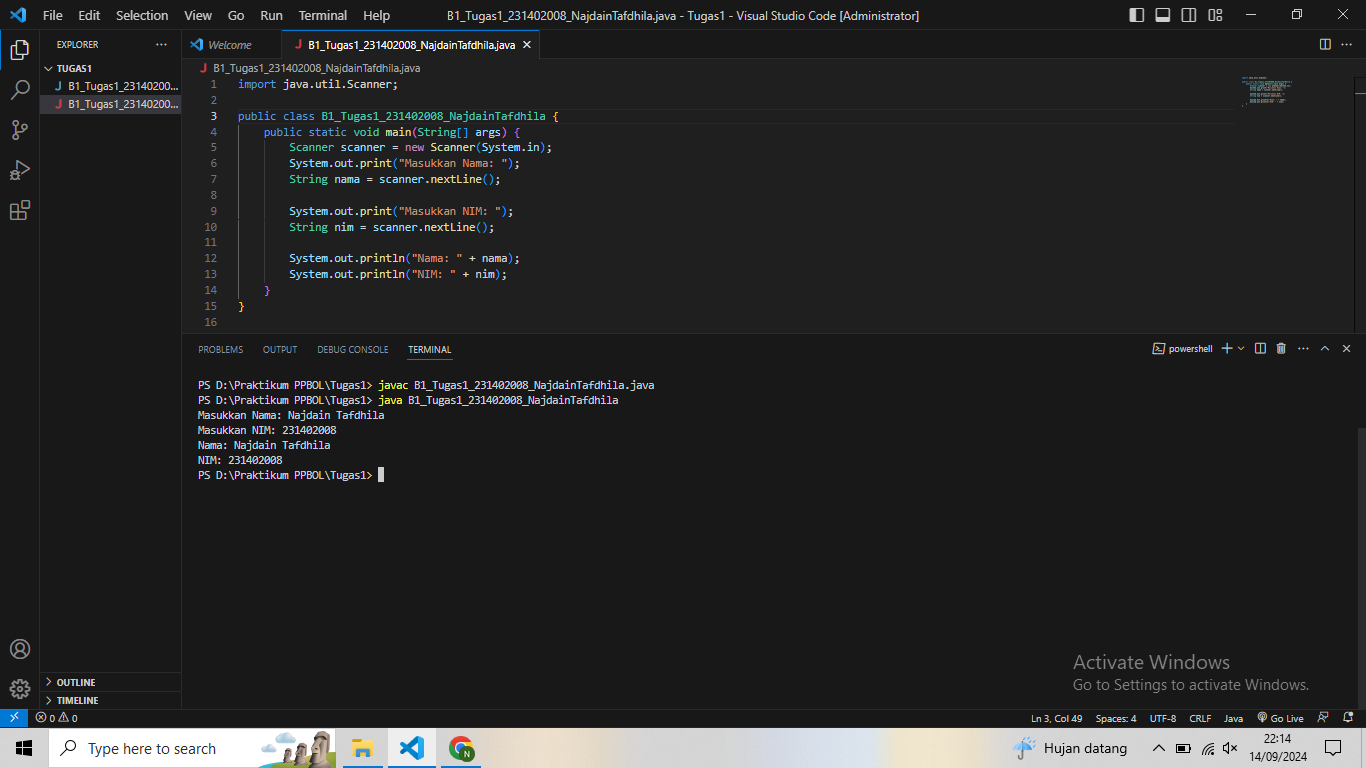 File Edit Selection View Go Run Terminal Help B1_Tugas1_231402008_NajdainTafdhila.java - Tugas1 - Visual Studio Code [Administrator]
EXPLORER
TUGAS1
B1_Tugas1_23140200...
B1_Tugas1_23140200...
OUTLINE
TIMELINE
Welcome B1_Tugas1_231402008_NajdainTafdhila.java
B1_Tugas1_231402008_NajdainTafdhila.java
1 import java.util.Scanner;
2
3 public class B1_Tugas1_231402008_NajdainTafdhila {
4 public static void main(String[] args) {
5 Scanner scanner = new Scanner(System.in);
6 System.out.print("Masukkan Nama: ");
7 String nama = scanner.nextLine();
8
9 System.out.print("Masukkan NIM: ");
10 String nim = scanner.nextLine();
11
12 System.out.println("Nama: " + nama);
13 System.out.println("NIM: " + nim);
14 }
15 }
16
PROBLEMS OUTPUT DEBUG CONSOLE TERMINAL powershell
PS D:\Praktikum PPBOL\Tugas1> javac B1_Tugas1_231402008_NajdainTafdhila.java
PS D:\Praktikum PPBOL\Tugas1> java B1_Tugas1_231402008_NajdainTafdhila
Masukkan Nama: Najdain Tafdhila
Masukkan NIM: 231402008
Nama: Najdain Tafdhila
NIM: 231402008
PS D:\Praktikum PPBOL\Tugas1>
Activate Windows
Go to Settings to activate Windows.
0 0 Ln 3, Col 49 Spaces: 4 UTF-8 CRLF Java Go Live
Type here to search N Hujan datang 22:14
14/09/2024